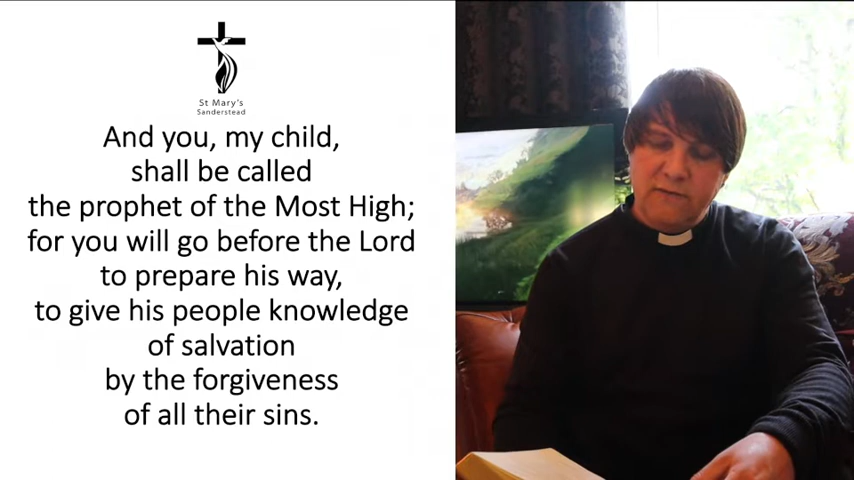 St Mary's
Sanderstead
And you, my child,
shall be called
the prophet of the Most High;
for you will go before the Lord
to prepare his way,
to give his people knowledge
of salvation
by the forgiveness
of all their sins.